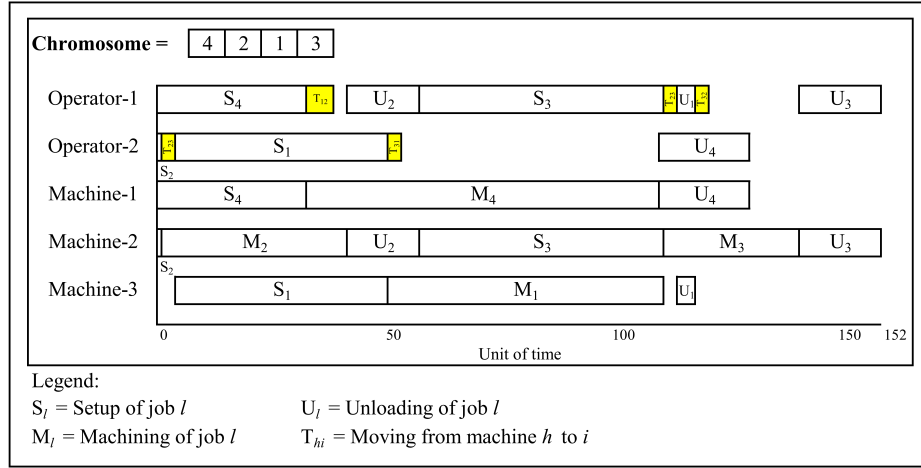 Chromosome = 4 2 1 3
Operator-1 S4 T12 U2 S3 T23 U1 T32 U3
Operator-2 T23 S1 T31 U4
S2
Machine-1 S4 M4 U4
Machine-2 M2 U2 S3 M3 U3
S2
Machine-3 S1 M1 U1
0 50 100 150 152
Unit of time
Legend:
Sl = Setup of job l Ul = Unloading of job l
Ml = Machining of job l Thi = Moving from machine h to i